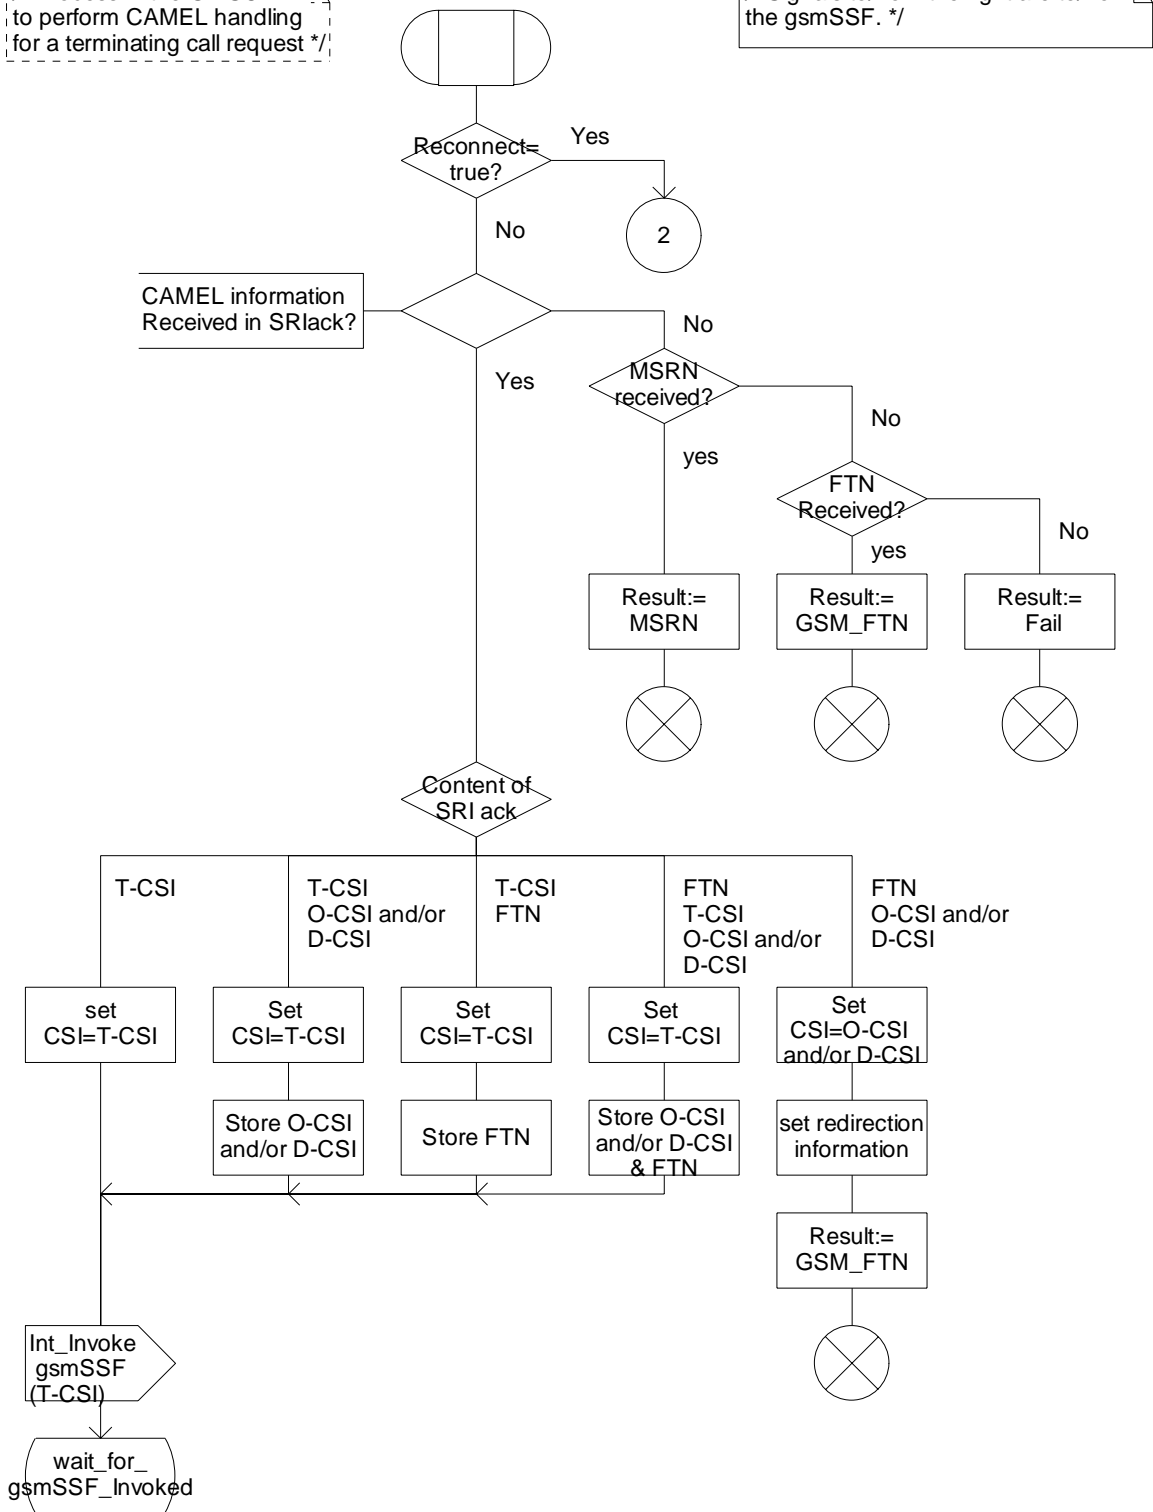 to perform CAMEL handling
for a terminating call request */
the gsmSSF. */
Reconnect=
true?
Yes
2
No
CAMEL information
Received in SRIack?
No
Yes
MSRN
received?
No
yes
FTN
Received?
No
yes
Result:=
MSRN
Result:=
GSM_FTN
Result:=
Fail
Content of
SRI ack
T-CSI
T-CSI
O-CSI and/or
D-CSI
T-CSI
FTN
FTN
T-CSI
O-CSI and/or
D-CSI
FTN
O-CSI and/or
D-CSI
set
CSI=T-CSI
Set
CSI=T-CSI
Set
CSI=T-CSI
Set
CSI=T-CSI
Set
CSI=O-CSI
and/or D-CSI
Store O-CSI
and/or D-CSI
Store FTN
Store O-CSI
and/or D-CSI
& FTN
set redirection
information
Result:=
GSM_FTN
Int_Invoke
gsmSSF
(T-CSI)
wait_for_
gsmSSF_Invoked